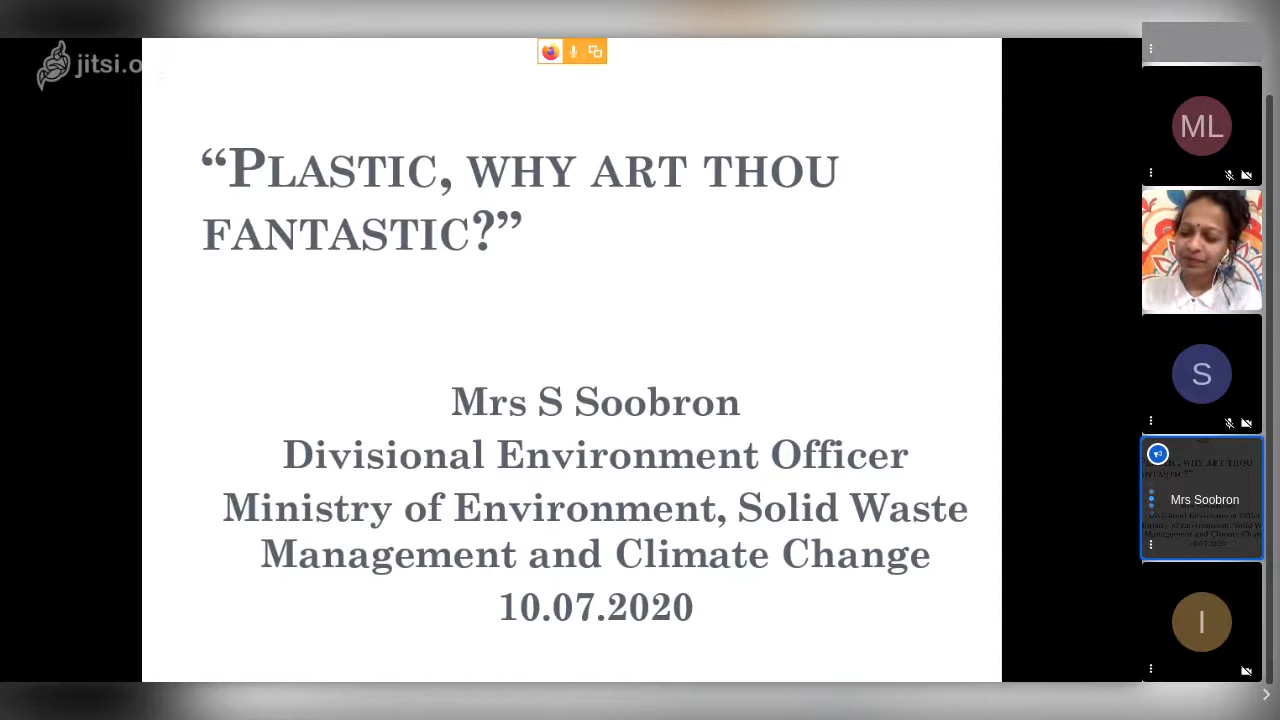 jitsi.o
“PLASTIC, WHY ART THOU
FANTASTIC?”
Mrs S Soobron
Divisional Environment Officer
Ministry of Environment, Solid Waste
Management and Climate Change
10.07.2020
ML
S
Mrs Soobron
I